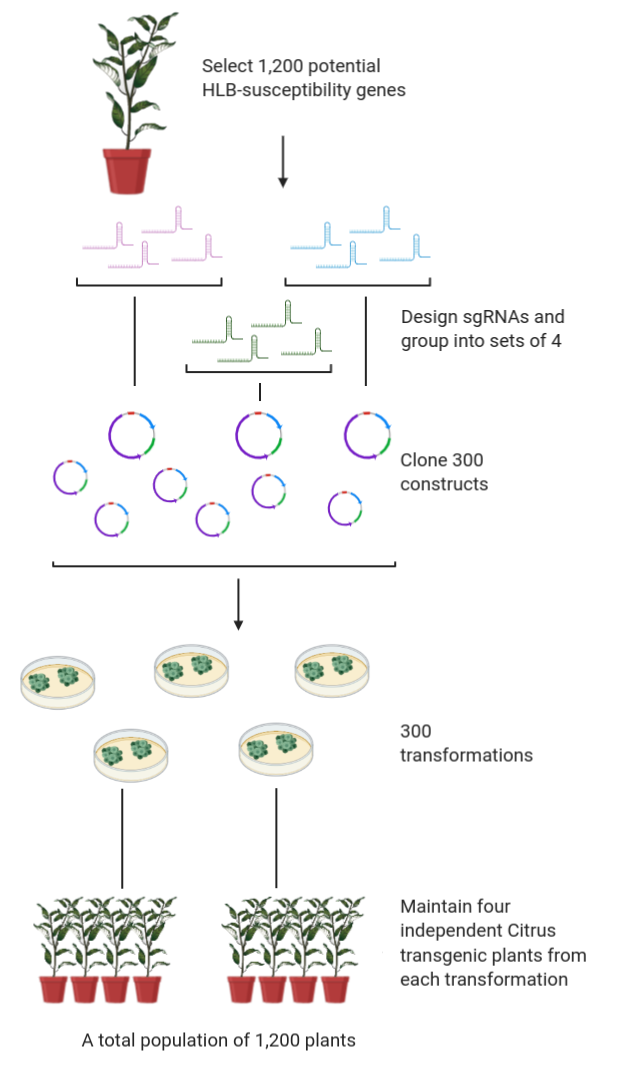 Select 1,200 potential
HLB-susceptibility genes
Design sgRNAs and
group into sets of 4
Clone 300
constructs
300
transformations
Maintain four
independent Citrus
transgenic plants from
each transformation
A total population of 1,200 plants